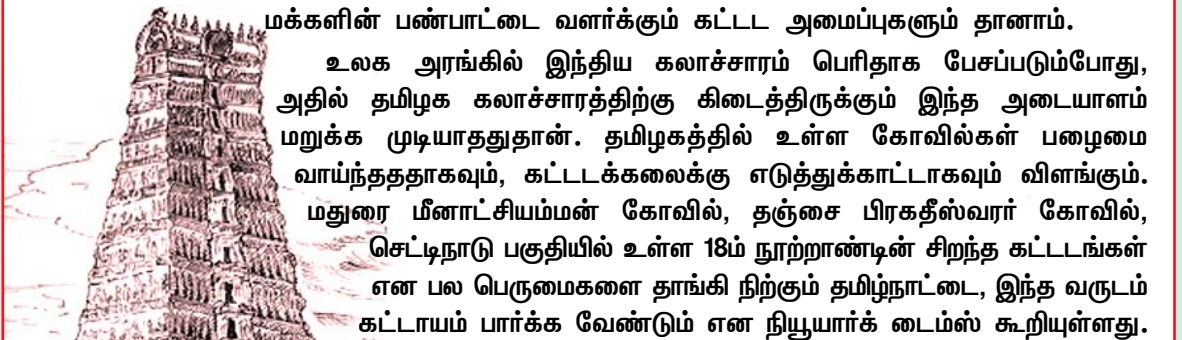 மக்களின் பண்பாட்டை வளர்க்கும் கட்டட அமைப்புகளும் தானாம்.
உலக அரங்கில் இந்திய கலாச்சாரம் பெரிதாக பேசப்படும்போது,
அதில் தமிழக கலாச்சாரத்திற்கு கிடைத்திருக்கும் இந்த அடையாளம்
மறுக்க முடியாததுதான். தமிழகத்தில் உள்ள கோவில்கள் பழைமை
வாய்ந்தததாகவும், கட்டடக்கலைக்கு எடுத்துக்காட்டாகவும் விளங்கும்.
மதுரை மீனாட்சியம்மன் கோவில், தஞ்சை பிரகதீஸ்வரர் கோவில்,
செட்டிநாடு பகுதியில் உள்ள 18ம் நூற்றாண்டின் சிறந்த கட்டடங்கள்
என பல பெருமைகளை தாங்கி நிற்கும் தமிழ்நாட்டை, இந்த வருடம்
கட்டாயம் பார்க்க வேண்டும் என நியூயார்க் டைம்ஸ் கூறியுள்ளது.